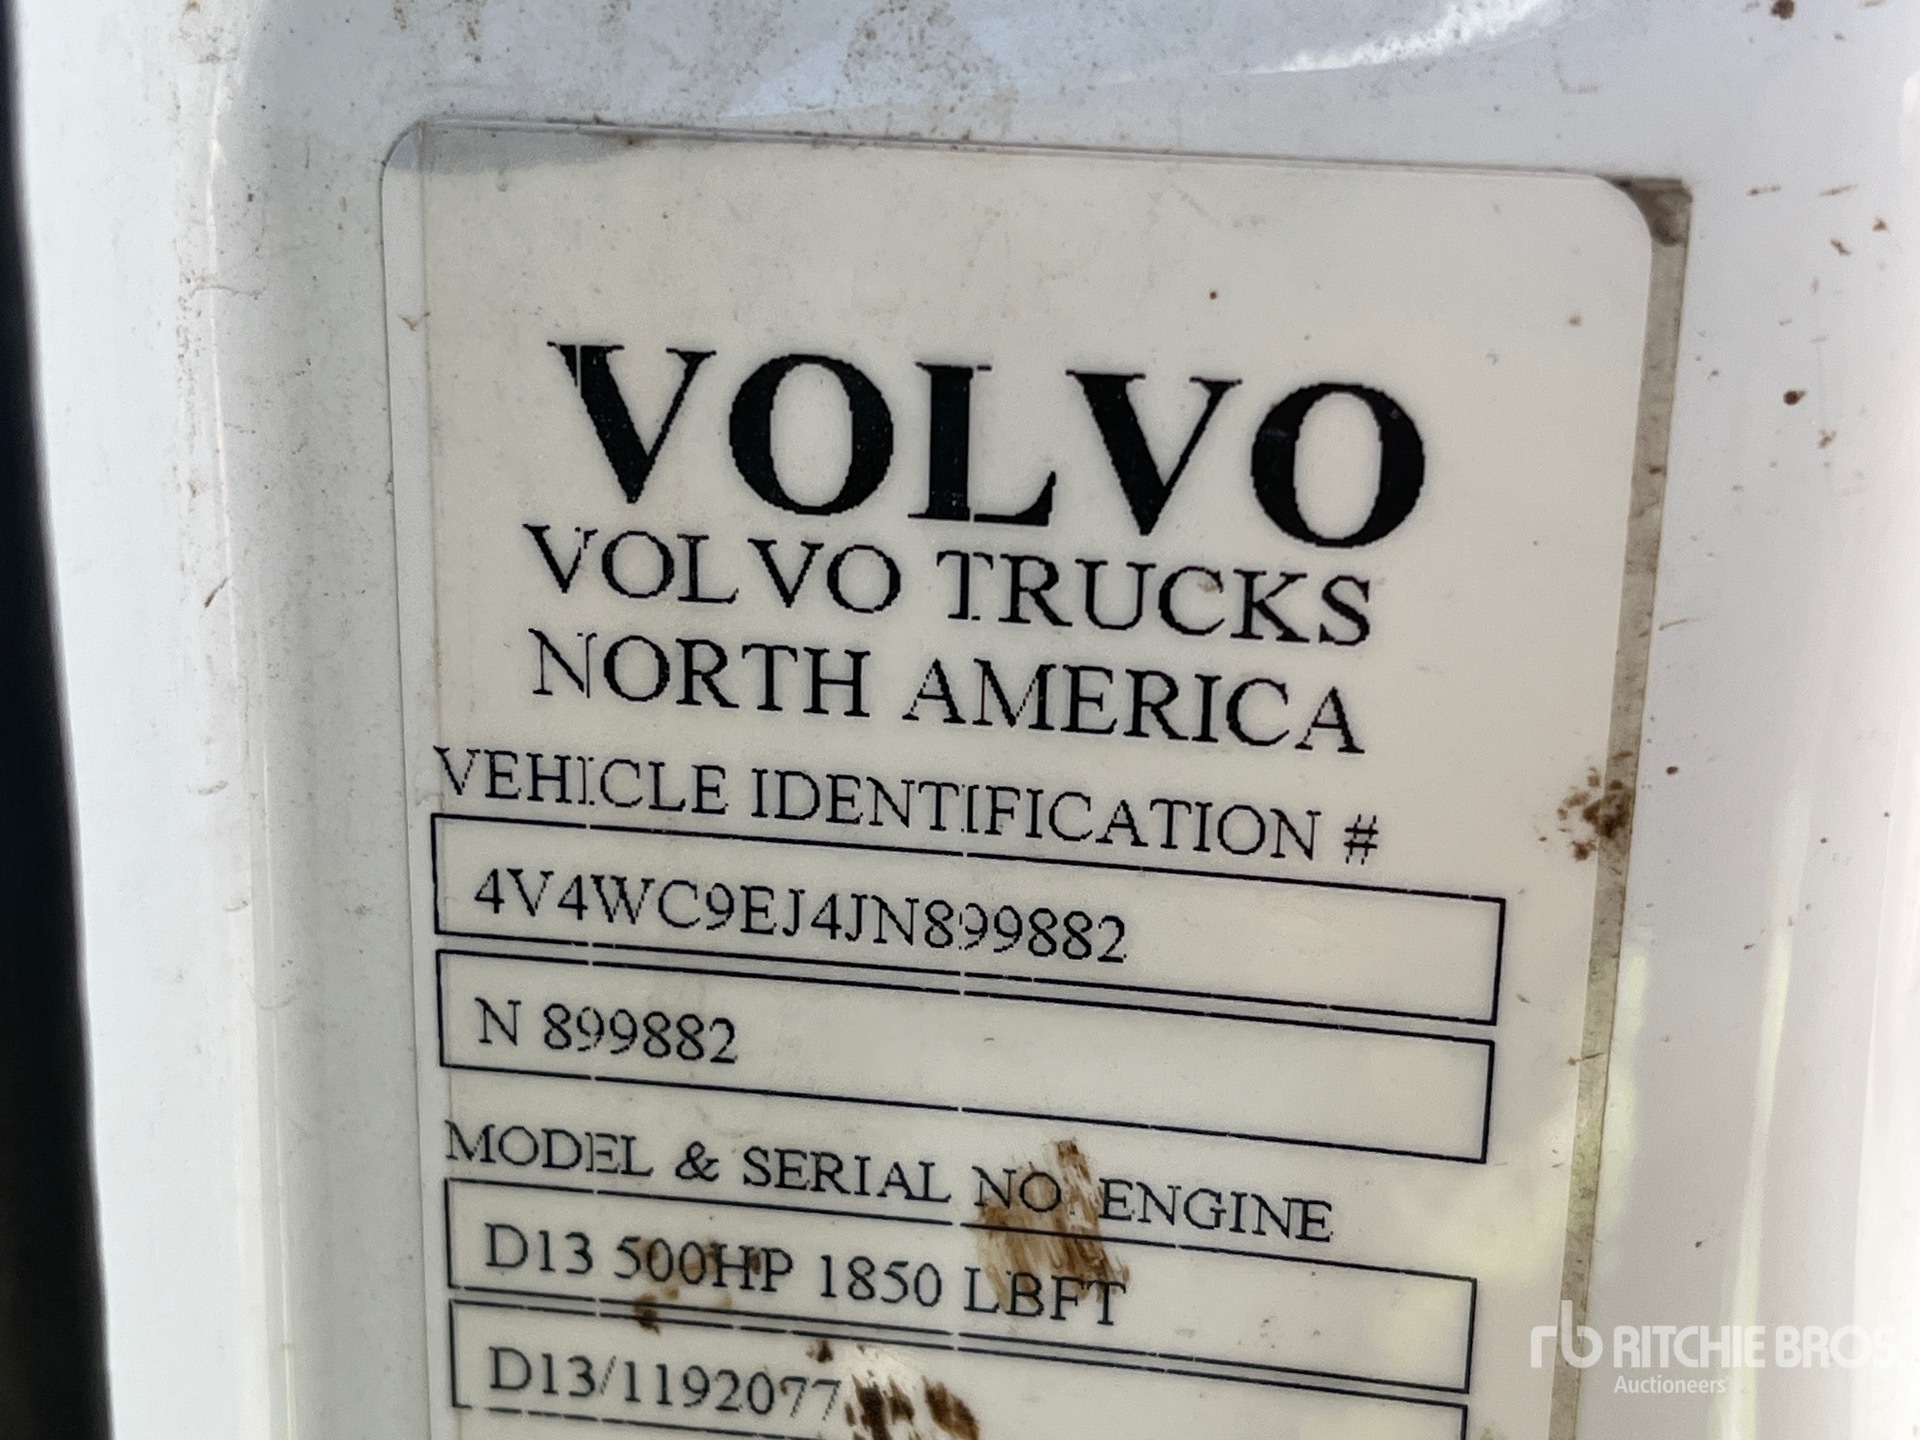 VOLVO
VOLVO TRUCKS
NORTH AMERICA
VEHICLE IDENTIFICATION #
4V4WC9EJ4JN899882
N 899882
MODEL & SERIAL NO. ENGINE
D13 500HP 1850 LBFT
D13/1192077
rb RITCHIE BROS
Auctioneers